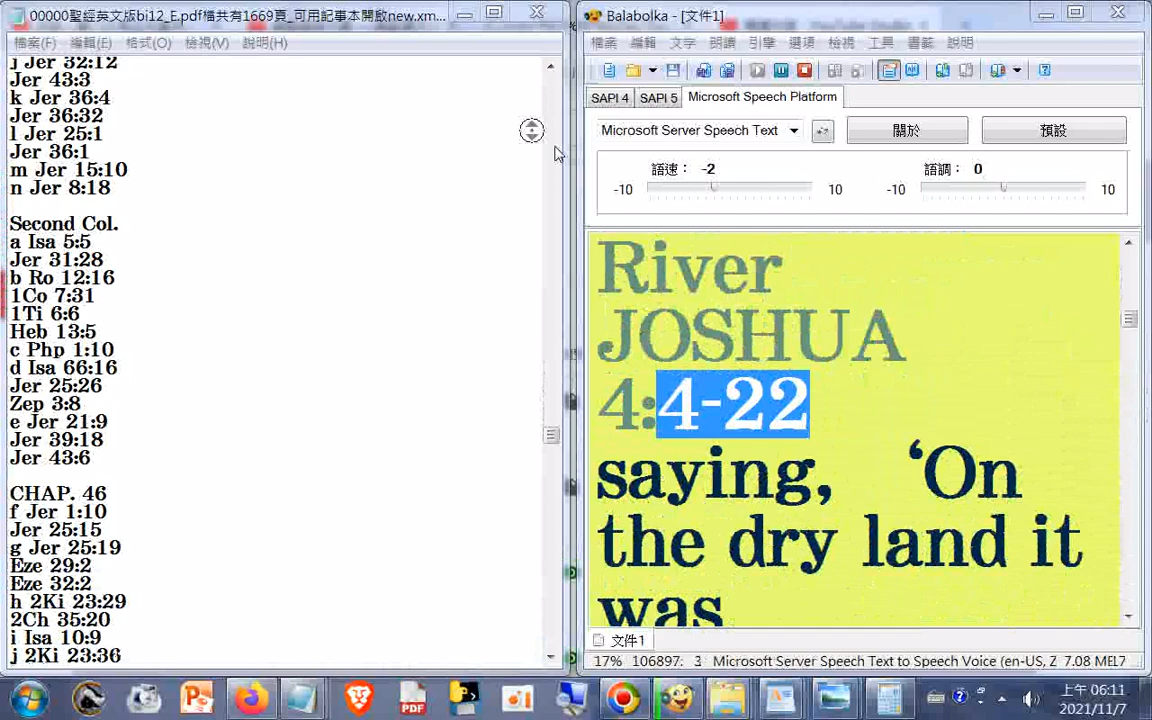 00000聖經英文版bi12_E.pdf檔共有1669頁_可用記事本開啟new.xm...
檔案(F) 編輯(E) 格式(O) 檢視(V) 說明(H)
j Jer 32:12
Jer 43:3
k Jer 36:4
Jer 36:32
l Jer 25:1
Jer 36:1
m Jer 15:10
n Jer 8:18
Second Col.
a Isa 5:5
Jer 31:28
b Ro 12:16
1Co 7:31
1Ti 6:6
Heb 13:5
c Php 1:10
d Isa 66:16
Jer 25:26
Zep 3:8
e Jer 21:9
Jer 39:18
Jer 43:6
CHAP. 46
f Jer 1:10
Jer 25:15
g Jer 25:19
Eze 29:2
Eze 32:2
h 2Ki 23:29
2Ch 35:20
i Isa 10:9
j 2Ki 23:36
Balabolka - [文件1]
檔案 編輯 文字 朗讀 引擎 選項 檢視 工具 書籤 說明
SAPI 4 SAPI 5 Microsoft Speech Platform
Microsoft Server Speech Text 關於 預設
語速： -2 語調： 0
-10 10 -10 10
River
JOSHUA
4:4-22
saying, ‘On
the dry land it
was
文件1
17% 106897: 3 Microsoft Server Speech Text to Speech Voice (en-US, Z 7.08 MEL7
PDF
上午 06:11
2021/11/7